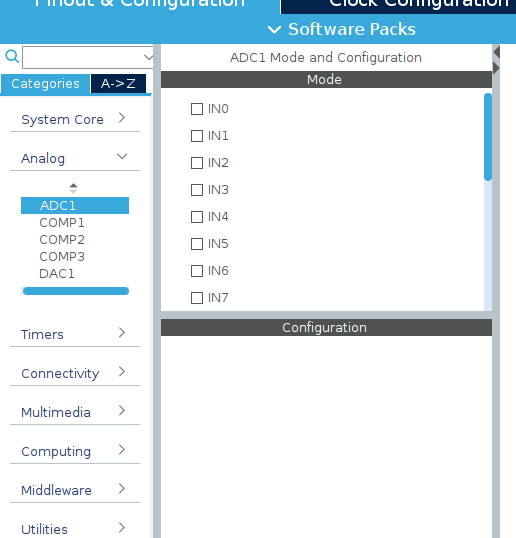 Pinout & Configuration
Clock Configuration
Software Packs
Categories
A->Z
System Core
Analog
ADC1
COMP1
COMP2
COMP3
DAC1
Timers
Connectivity
Multimedia
Computing
Middleware
Utilities
ADC1 Mode and Configuration
Mode
IN0
IN1
IN2
IN3
IN4
IN5
IN6
IN7
Configuration